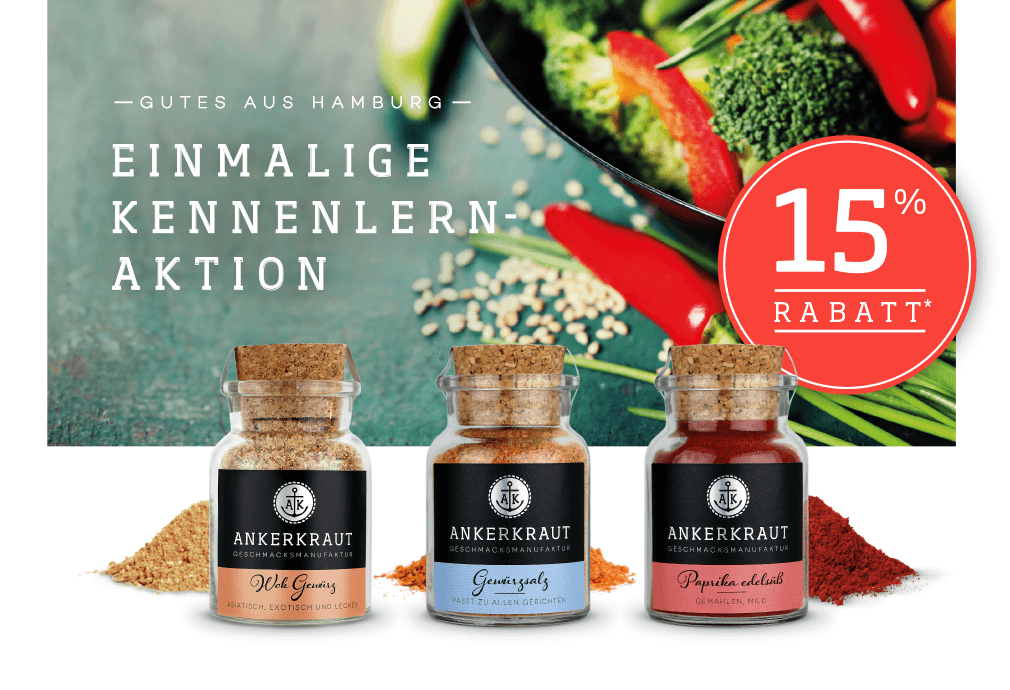 GUTES AUS HAMBURG
EINMALIGE
KENNENLERN-
AKTION
15%
RABATT*
AK
ANKERKRAUT
GESCHMACKSMANUFAKTUR
Wok Gewürz
ASIATISCH, EXOTISCH UND LECKER
AK
ANKERKRAUT
GESCHMACKSMANUFAKTUR
Gewürzsalz
PASST ZU ALLEN GERICHTEN
AK
ANKERKRAUT
GESCHMACKSMANUFAKTUR
Paprika edelsüß
GEMAHLEN, MILD